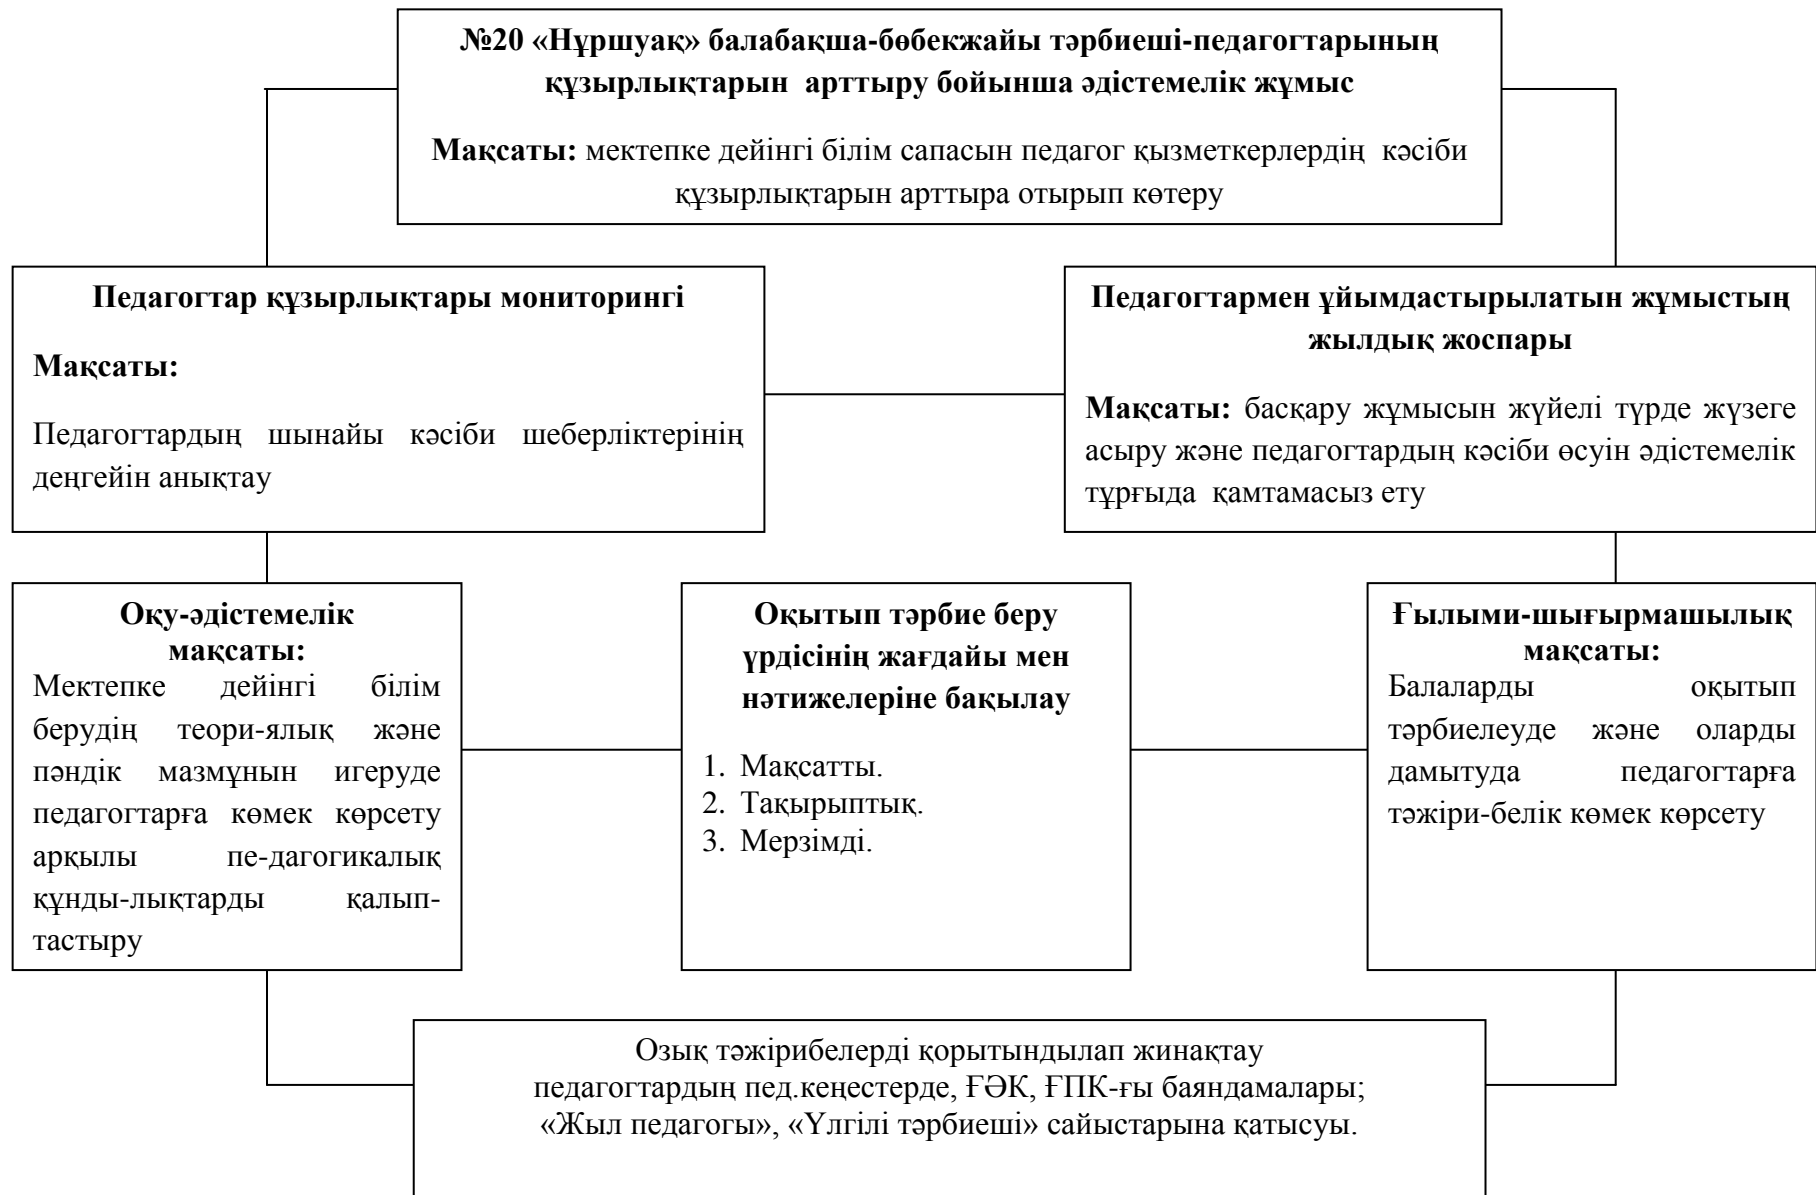 №20 «Нұршуақ» балабақша-бөбекжайы тәрбиеші-педагогтарының
құзырлықтарын арттыру бойынша әдістемелік жұмыс
Мақсаты: мектепке дейінгі білім сапасын педагог қызметкерлердің кәсіби
құзырлықтарын арттыра отырып көтеру
Педагогтар құзырлықтары мониторингі
Мақсаты:
Педагогтардың шынайы кәсіби шеберліктерінің
деңгейін анықтау
Педагогтармен ұйымдастырылатын жұмыстың
жылдық жоспары
Мақсаты: басқару жұмысын жүйелі түрде жүзеге
асыру және педагогтардың кәсіби өсуін әдістемелік
тұрғыда қамтамасыз ету
Оқу-әдістемелік
мақсаты:
Мектепке дейінгі білім
берудің теори-ялық және
пәндік мазмұнын игеруде
педагогтарға көмек көрсету
арқылы пе-дагогикалық
құнды-лықтарды қалып-
тастыру
Оқытып тәрбие беру
үрдісінің жағдайы мен
нәтижелеріне бақылау
1. Мақсатты.
2. Тақырыптық.
3. Мерзімді.
Ғылыми-шығырмашылық
мақсаты:
Балаларды оқытып
тәрбиелеуде және оларды
дамытуда педагогтарға
тәжіри-белік көмек көрсету
Озық тәжірибелерді қорытындылап жинақтау
педагогтардың пед.кеңестерде, ҒӘК, ҒПК-ғы баяндамалары;
«Жыл педагогы», «Үлгілі тәрбиеші» сайыстарына қатысуы.